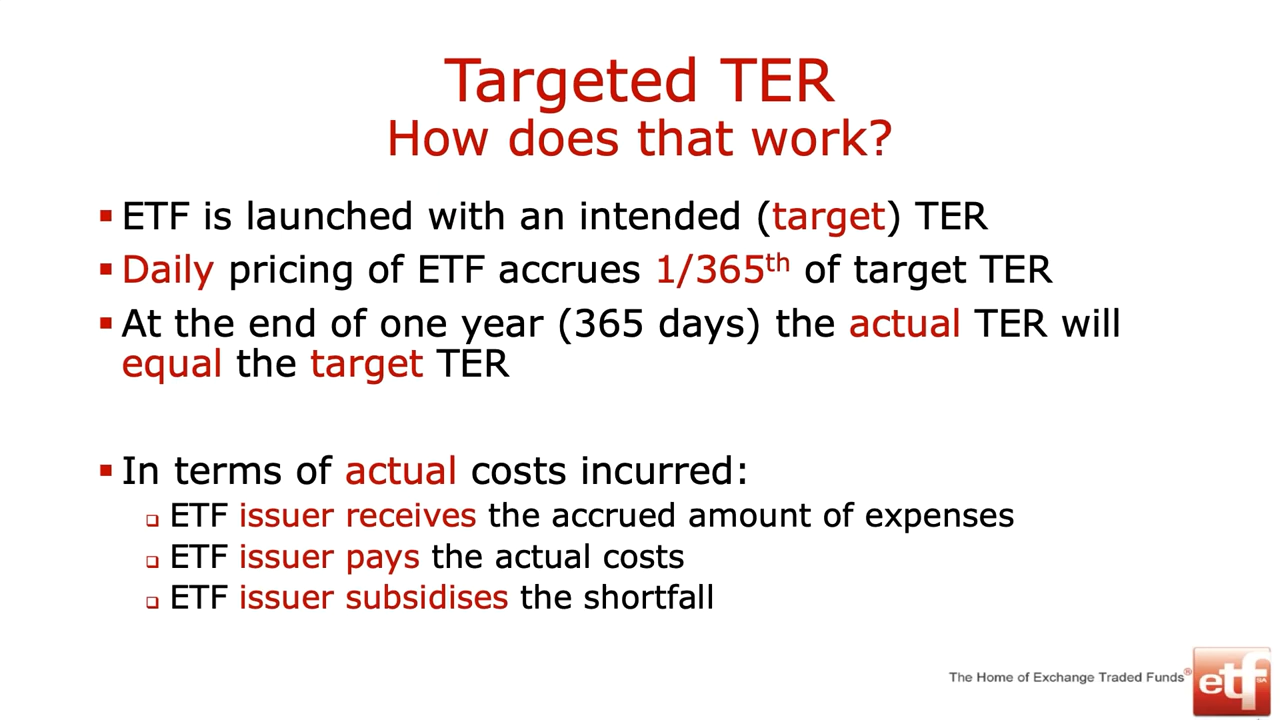 Targeted TER
How does that work?
▪ ETF is launched with an intended (target) TER
▪ Daily pricing of ETF accrues 1/365th of target TER
▪ At the end of one year (365 days) the actual TER will
equal the target TER
▪ In terms of actual costs incurred:
❑ ETF issuer receives the accrued amount of expenses
❑ ETF issuer pays the actual costs
❑ ETF issuer subsidises the shortfall
The Home of Exchange Traded Funds®
etf
SA